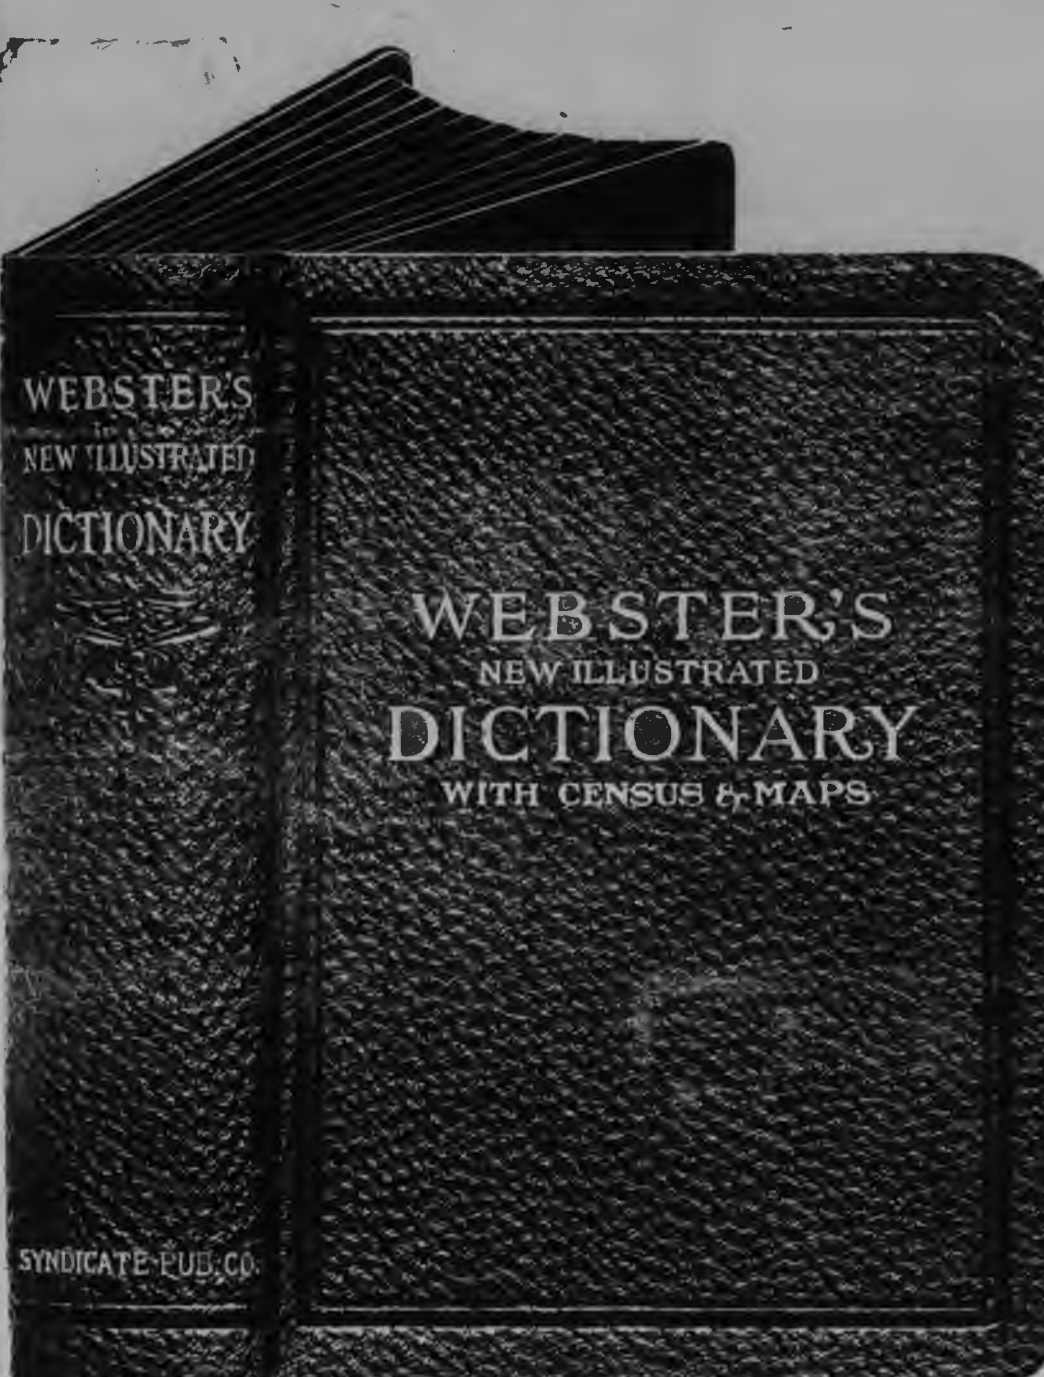 WEBSTER'S
NEW ILLUSTRATED
DICTIONARY
SYNDICATE PUB. CO.
WEBSTER'S
NEW ILLUSTRATED
DICTIONARY
WITH CENSUS & MAPS